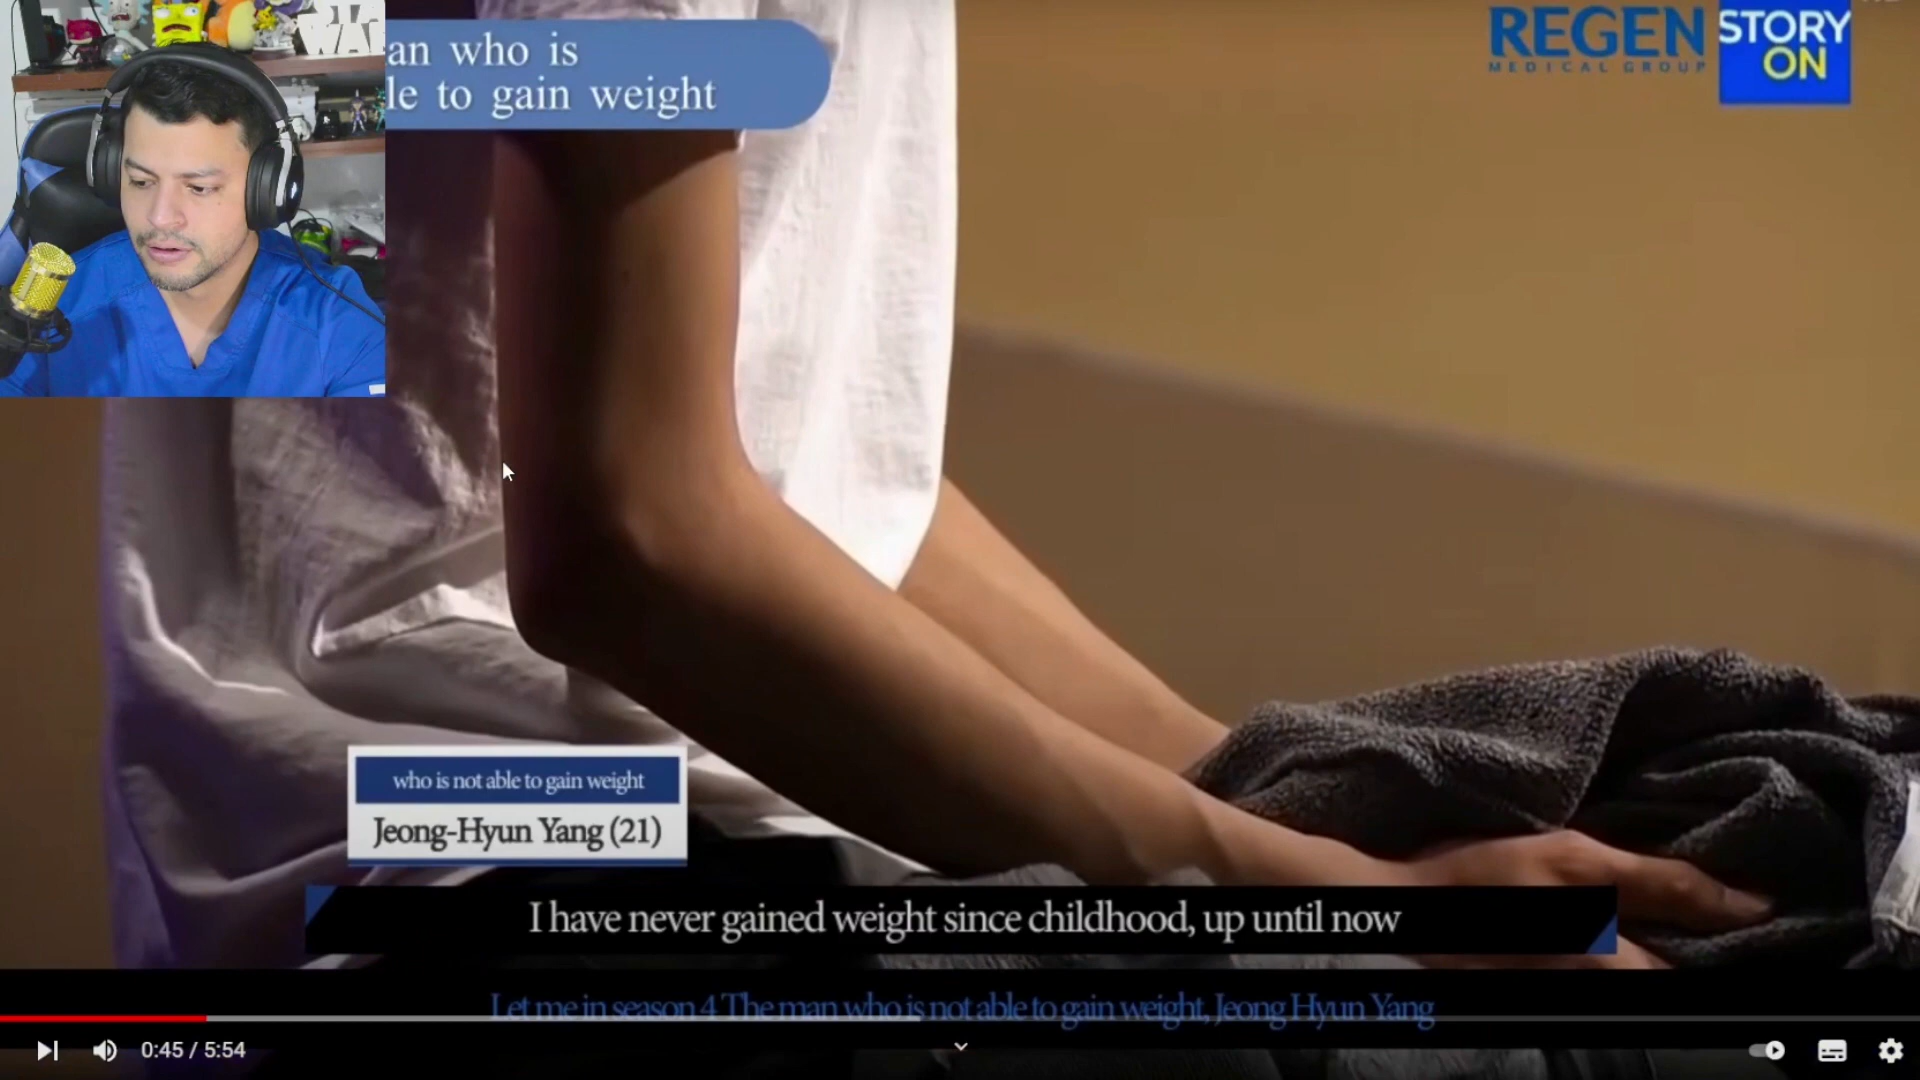 STAR
WA
an who is
le to gain weight
REGEN
MEDICAL GROUP
STORY
ON
who is not able to gain weight
Jeong-Hyun Yang (21)
I have never gained weight since childhood, up until now
Let me in season 4 The man who is not able to gain weight, Jeong Hyun Yang
0:45 / 5:54